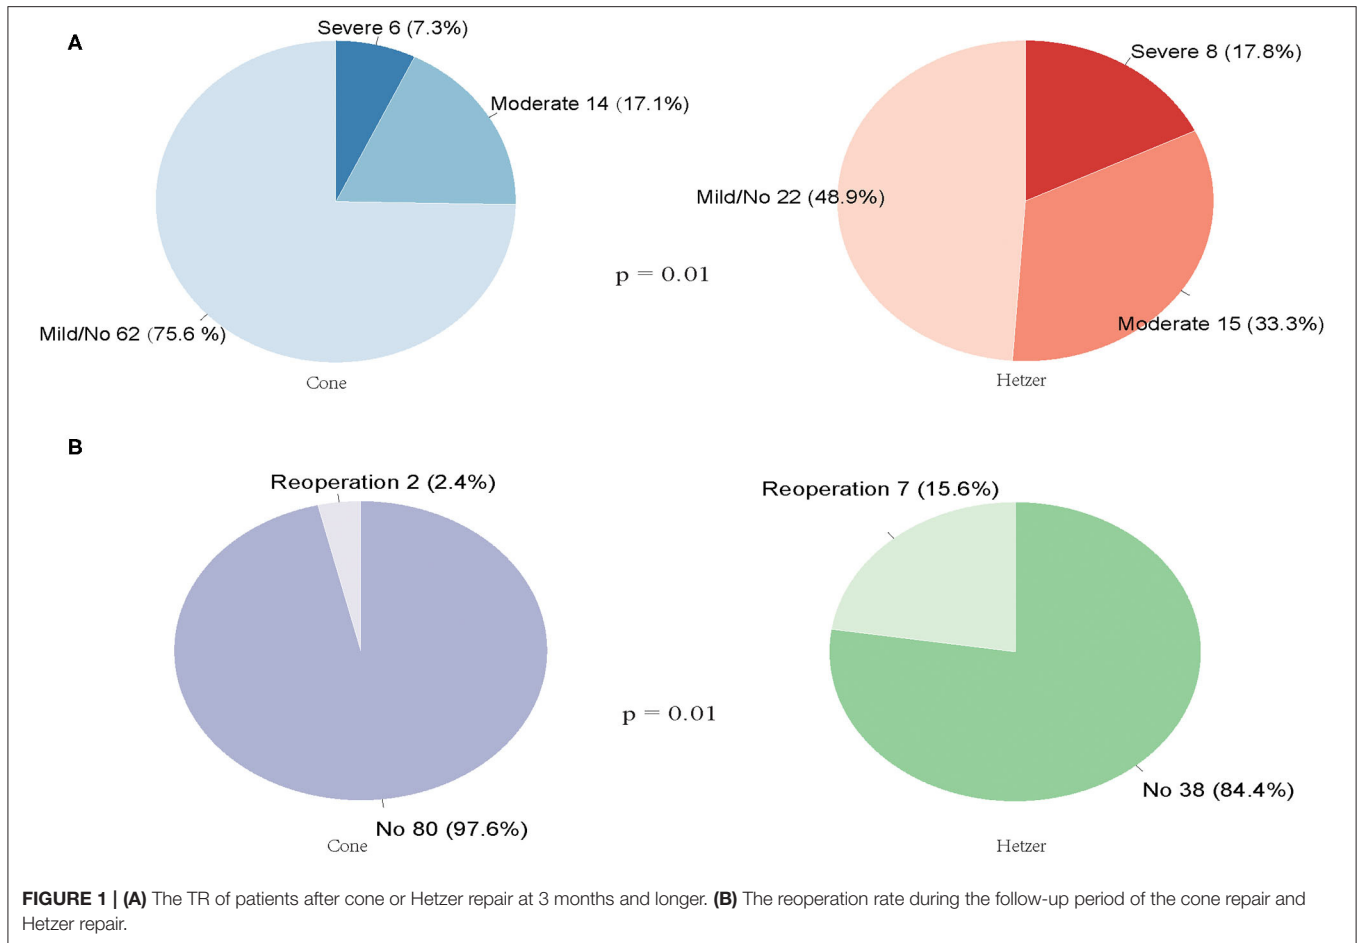 A
Severe 6 (7.3%)
Moderate 14 (17.1%)
Mild/No 62 (75.6 %)
Cone
p = 0.01
Severe 8 (17.8%)
Mild/No 22 (48.9%)
Moderate 15 (33.3%)
Hetzer
B
Reoperation 2 (2.4%)
No 80 (97.6%)
Cone
p = 0.01
Reoperation 7 (15.6%)
No 38 (84.4%)
Hetzer
FIGURE 1 | (A) The TR of patients after cone or Hetzer repair at 3 months and longer. (B) The reoperation rate during the follow-up period of the cone repair and
Hetzer repair.